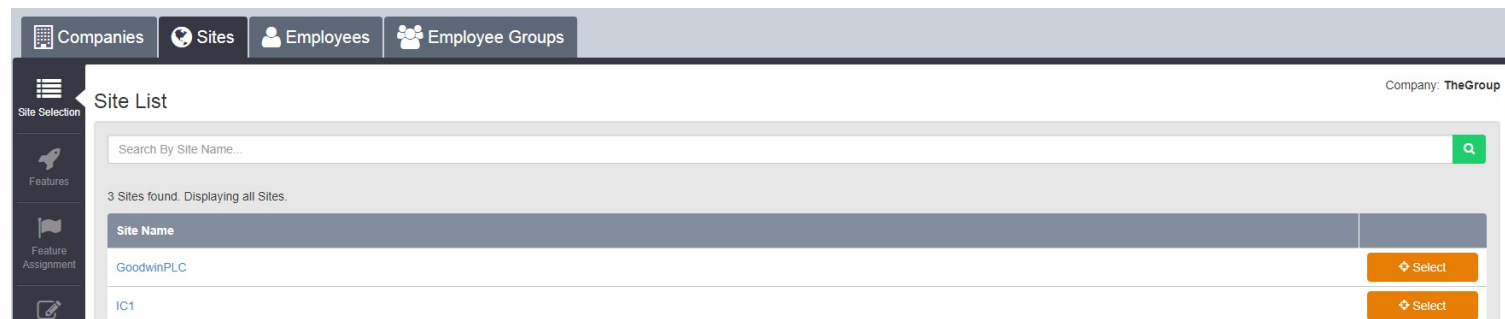 Companies
Sites
Employees
Employee Groups
Site Selection
Site List
Company: TheGroup
Search By Site Name...
Features
3 Sites found. Displaying all Sites.
Site Name
Feature
Assignment
GoodwinPLC
Select
IC1
Select